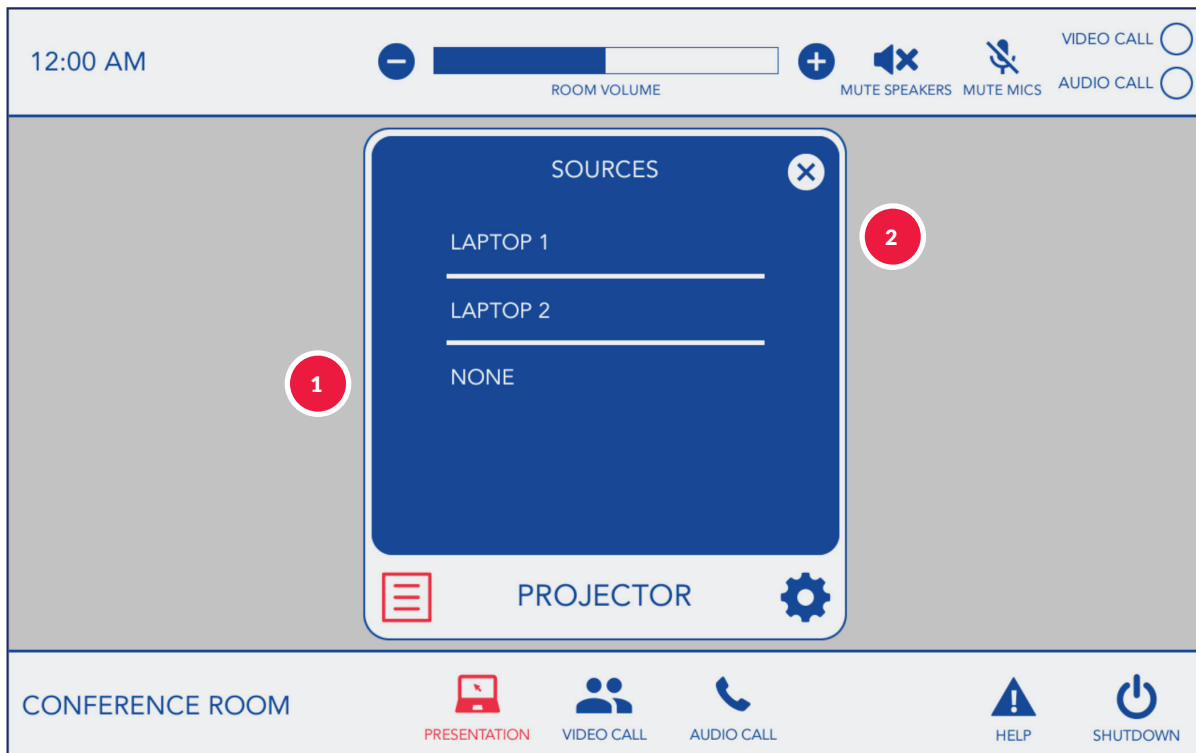 12:00 AM
ROOM VOLUME
MUTE SPEAKERS
MUTE MICS
VIDEO CALL
AUDIO CALL
SOURCES
LAPTOP 1
2
LAPTOP 2
1
NONE
PROJECTOR
CONFERENCE ROOM
PRESENTATION
VIDEO CALL
AUDIO CALL
HELP
SHUTDOWN